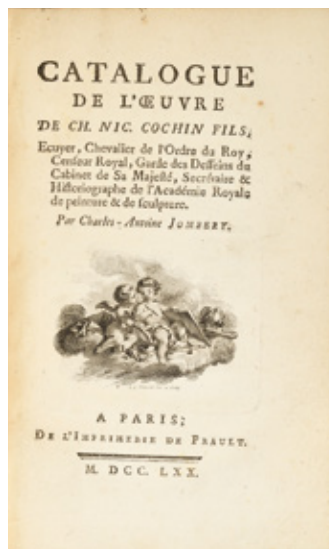 CATALOGUE
DE L'ŒUVRE
DE CH. NIC. COCHIN FILS,
Ecuyer, Chevalier de l'Ordre du Roy,
Censeur Royal, Garde des Desseins du
Cabinet de Sa Majesté, Secrétaire &
Historiographe de l'Académie Royale
de peinture & de sculpture.
Par Charles-Antoine JOMBERT.
A PARIS;
DE L'IMPRIMERIE DE PRAULT.
M. DCC. LXX.